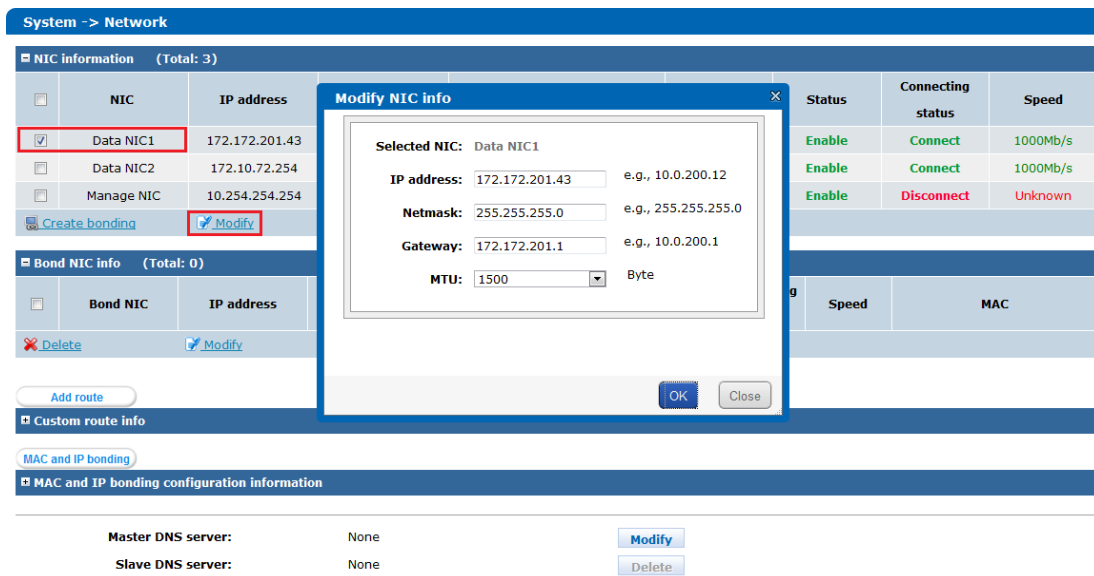 System -> Network
NIC information (Total: 3)
NIC IP address Status Connecting status Speed
Data NIC1 172.172.201.43 Enable Connect 1000Mb/s
Data NIC2 172.10.72.254 Enable Connect 1000Mb/s
Manage NIC 10.254.254.254 Enable Disconnect Unknown
Create bonding Modify
Bond NIC info (Total: 0)
Bond NIC IP address g Speed MAC
Delete Modify
Modify NIC info
Selected NIC: Data NIC1
IP address: 172.172.201.43 e.g., 10.0.200.12
Netmask: 255.255.255.0 e.g., 255.255.255.0
Gateway: 172.172.201.1 e.g., 10.0.200.1
MTU: 1500 Byte
OK Close
Add route
Custom route info
MAC and IP bonding
MAC and IP bonding configuration information
Master DNS server: None Modify
Slave DNS server: None Delete